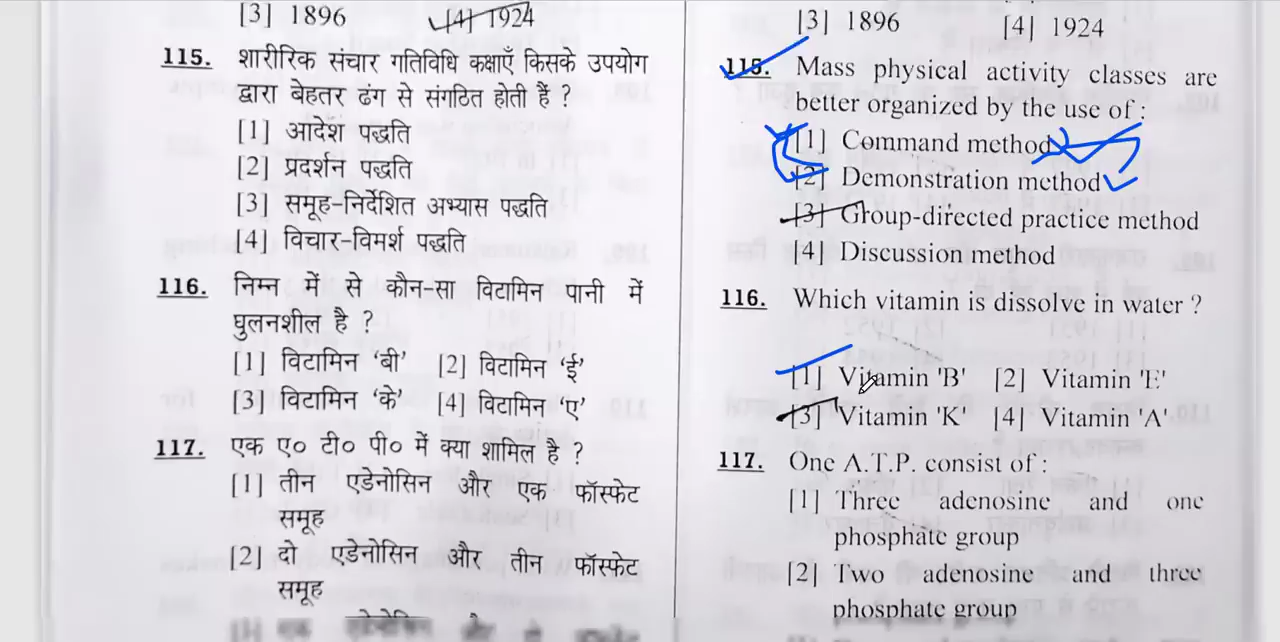 [3] 1896 [4] 1924
115. शारीरिक संचार गतिविधि कक्षाएँ किसके उपयोग
द्वारा बेहतर ढंग से संगठित होती हैं ?
[1] आदेश पद्धति
[2] प्रदर्शन पद्धति
[3] समूह-निर्देशित अभ्यास पद्धति
[4] विचार-विमर्श पद्धति
116. निम्न में से कौन-सा विटामिन पानी में
घुलनशील है ?
[1] विटामिन ‘बी’ [2] विटामिन ‘ई’
[3] विटामिन ‘के’ [4] विटामिन ‘ए’
117. एक ए० टी० पी० में क्या शामिल है ?
[1] तीन एडेनोसिन और एक फॉस्फेट
समूह
[2] दो एडेनोसिन और तीन फॉस्फेट
समूह
[3] 1896 [4] 1924
115. Mass physical activity classes are
better organized by the use of :
[1] Command method
[2] Demonstration method
[3] Group-directed practice method
[4] Discussion method
116. Which vitamin is dissolve in water ?
[1] Vitamin 'B' [2] Vitamin 'E'
[3] Vitamin 'K' [4] Vitamin 'A'
117. One A.T.P. consist of :
[1] Three adenosine and one
phosphate group
[2] Two adenosine and three
phosphate group